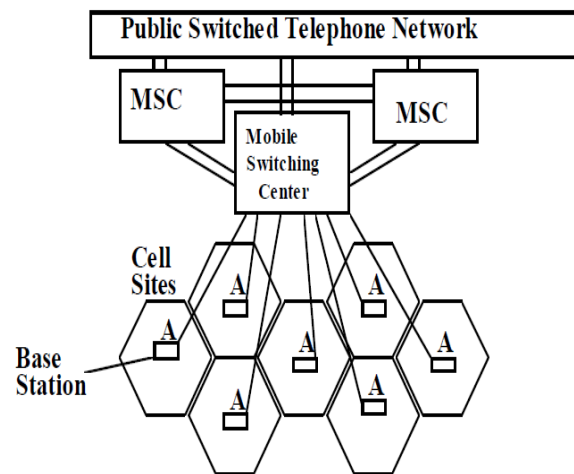 Public Switched Telephone Network
MSC
MSC
Mobile
Switching
Center
Cell
Sites
A
A
A
A
A
Base
Station
A
A